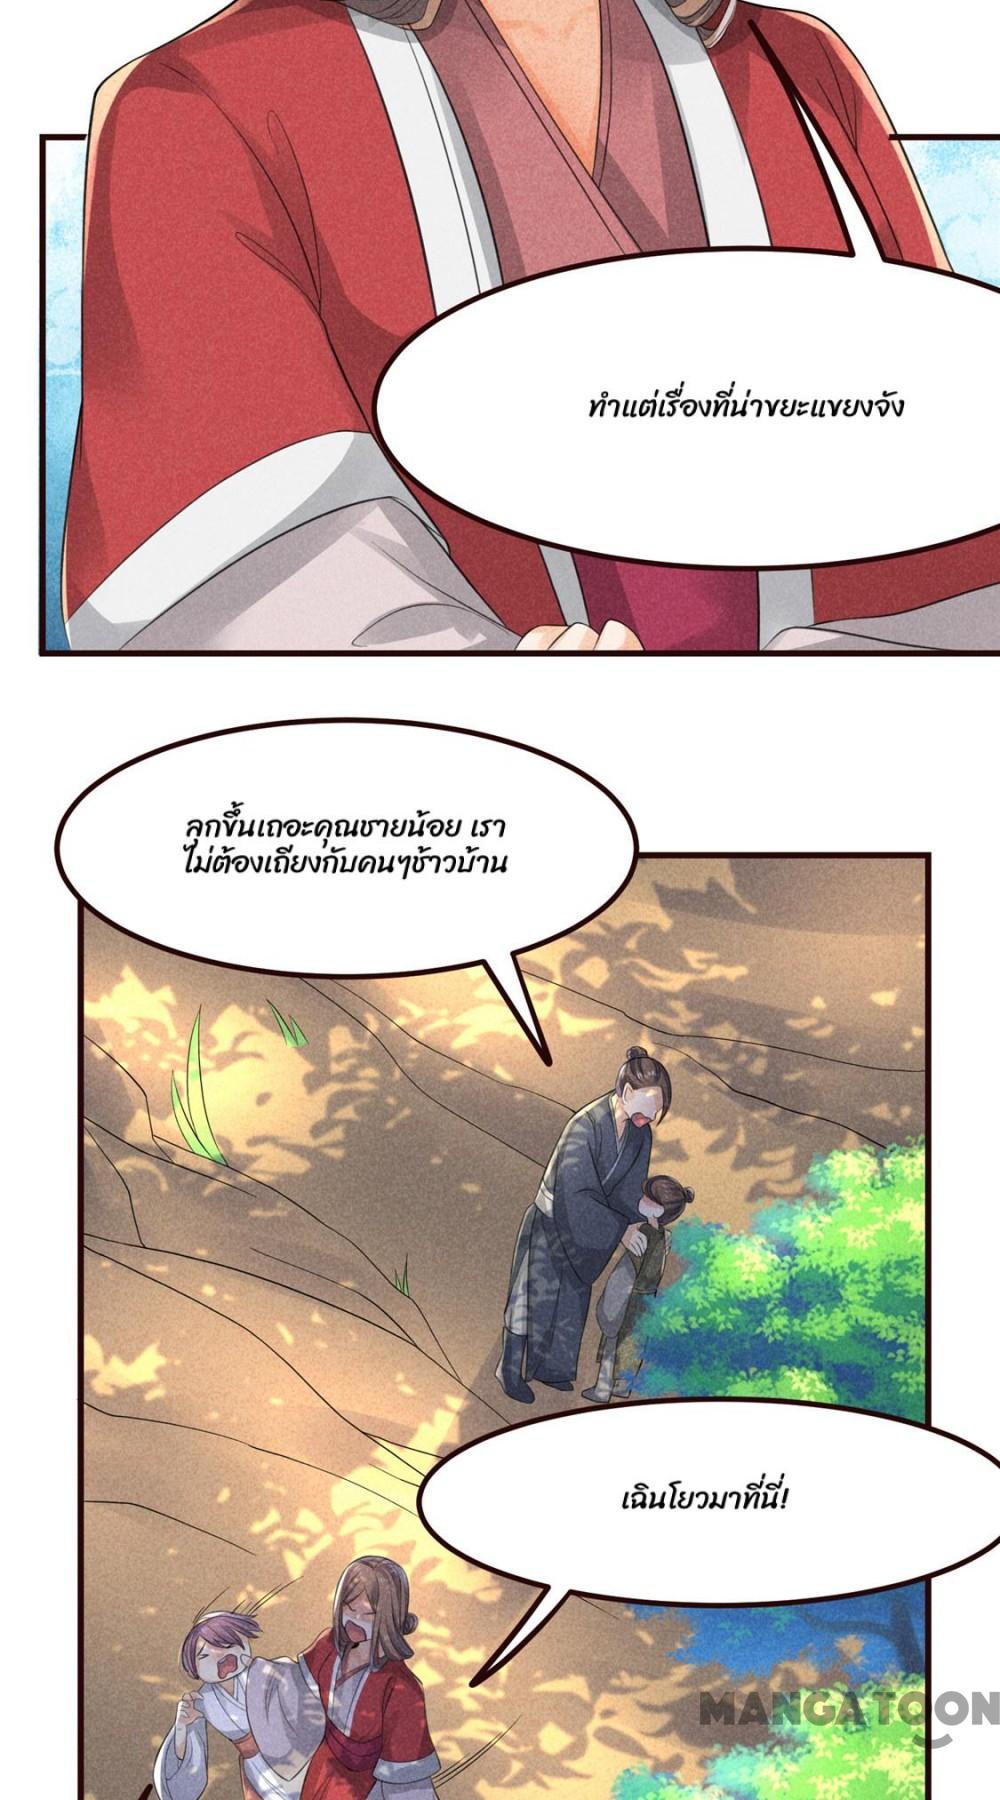 ทำแต่เรื่องที่น่าขยะแขยงจัง
ลุกขึ้นเถอะคุณชายน้อย เรา
ไม่ต้องเถียงกับคนๆช้าวบ้าน
เฉินโยวมาที่นี่!
MANGATOON